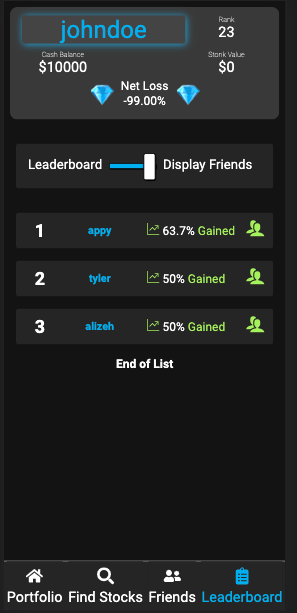 johndoe
Rank
23
Cash Balance
$10000
Stonk Value
$0
Net Loss
-99.00%
Leaderboard Display Friends
1 appy 63.7% Gained
2 tyler 50% Gained
3 alizeh 50% Gained
End of List
Portfolio Find Stocks Friends Leaderboard